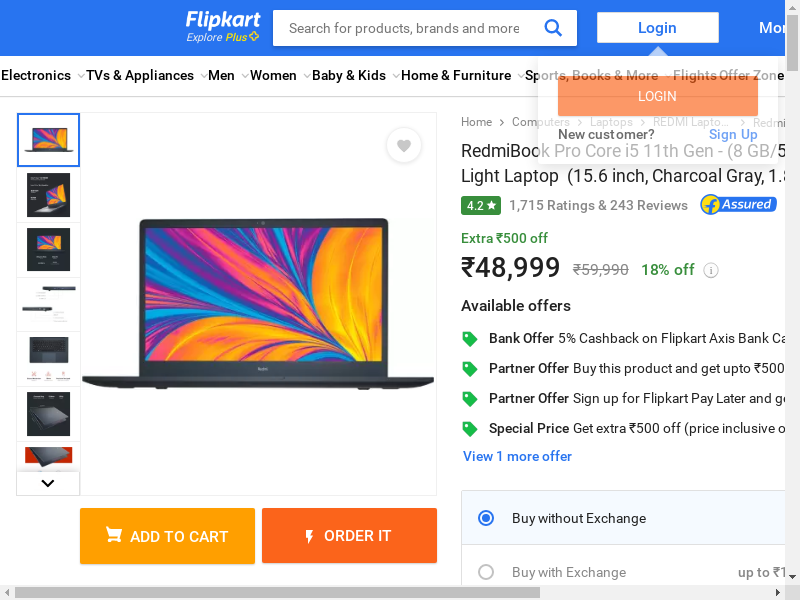 Flipkart
Explore Plus
Search for products, brands and more
Login
Electronics TVs & Appliances Men Women Baby & Kids Home & Furniture Sports, Books & More Flights Offer Zone
LOGIN
New customer? Sign Up
Home Computers Laptops REDMI Lapto...
RedmiBook Pro Core i5 11th Gen - (8 GB/5
Light Laptop (15.6 inch, Charcoal Gray, 1.8
4.2 1,715 Ratings & 243 Reviews Assured
Extra ₹500 off
₹48,999 ₹59,990 18% off i
Available offers
Bank Offer 5% Cashback on Flipkart Axis Bank
Partner Offer Buy this product and get upto ₹500
Partner Offer Sign up for Flipkart Pay Later and
Special Price Get extra ₹500 off (price inclusive
View 1 more offer
ADD TO CART
ORDER IT
Buy without Exchange
Buy with Exchange up to ₹1